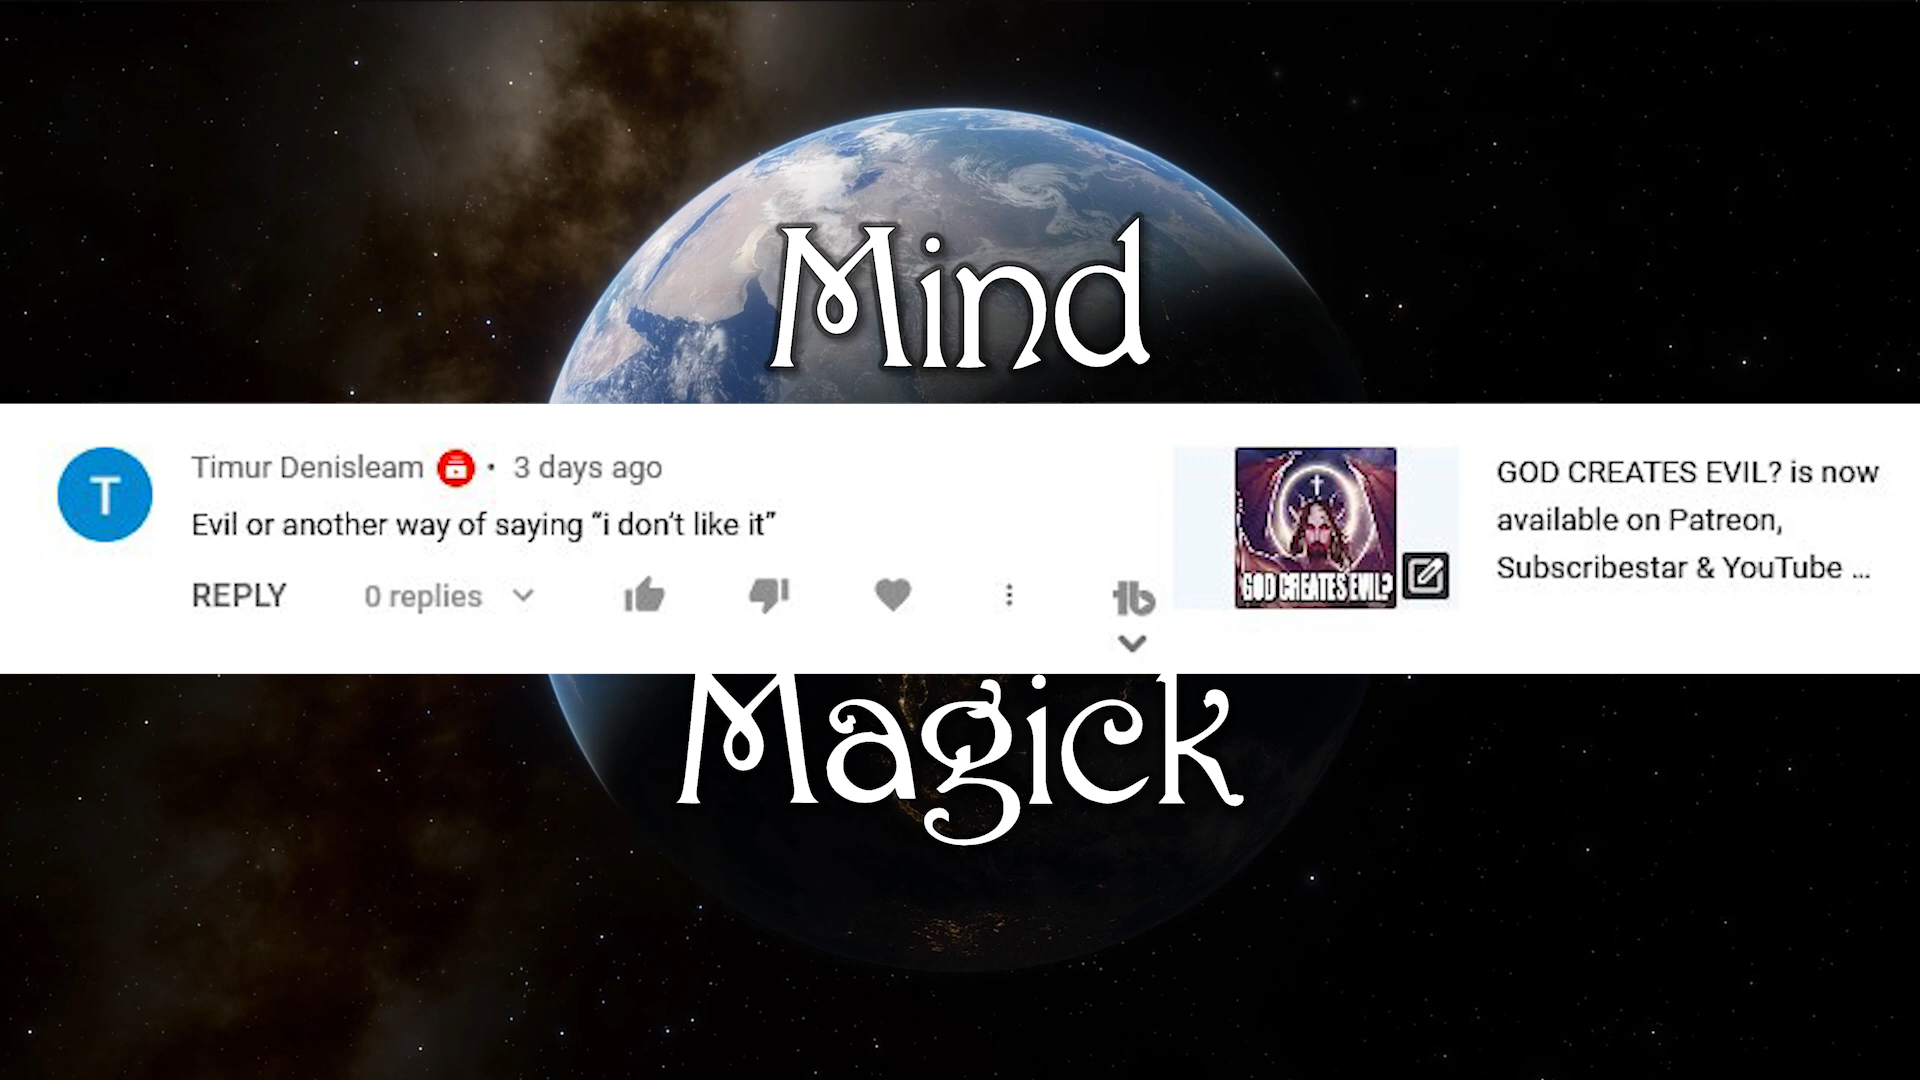 Mind
T
Timur Denisleam • 3 days ago
Evil or another way of saying “i don’t like it”
REPLY 0 replies
GOD CREATES EVIL?
GOD CREATES EVIL? is now
available on Patreon,
Subscribestar & YouTube ...
Magick